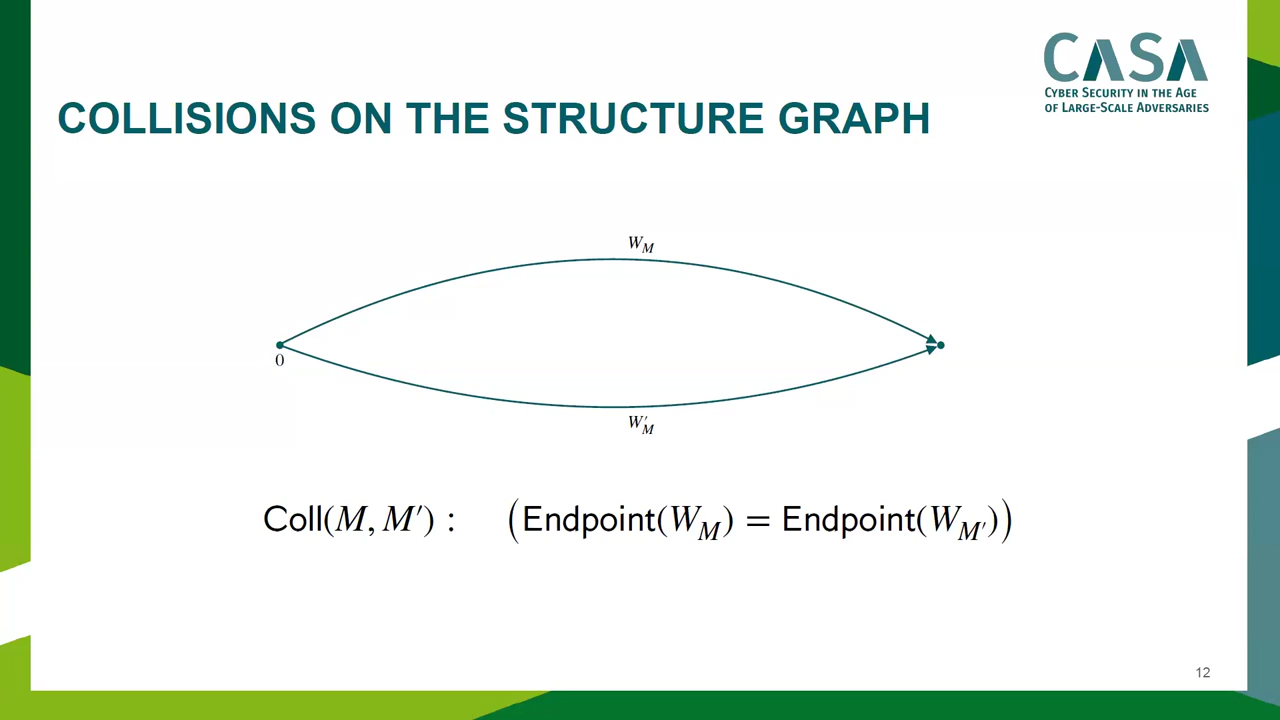 CASA
CYBER SECURITY IN THE AGE
OF LARGE-SCALE ADVERSARIES
COLLISIONS ON THE STRUCTURE GRAPH
W_M
0
W'_M
Coll(M, M′) : (Endpoint(W_M) = Endpoint(W_{M′}))
12